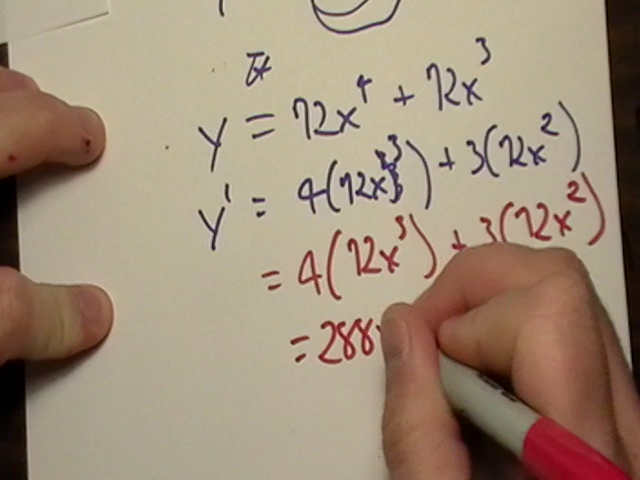 y = 72x⁴ + 72x³
y' = 4(72x³) + 3(72x²)
= 4(72x³) + 3(72x²)
= 288